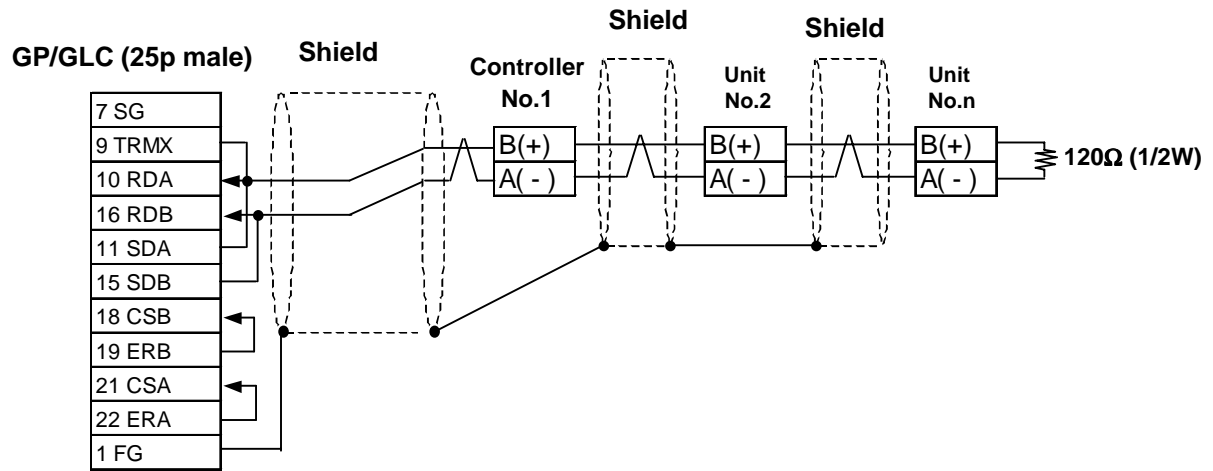 GP/GLC (25p male)
Shield
Shield
Shield
Controller
No.1
Unit
No.2
Unit
No.n
7 SG
9 TRMX
10 RDA
16 RDB
11 SDA
15 SDB
18 CSB
19 ERB
21 CSA
22 ERA
1 FG
B(+)
A( - )
B(+)
A( - )
B(+)
A( - )
120Ω (1/2W)